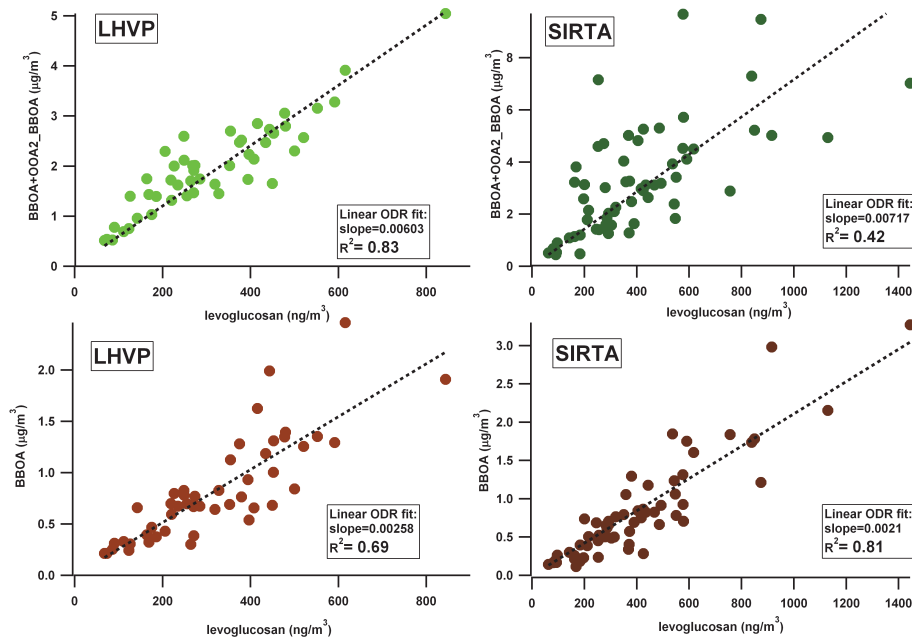 LHVP
BBOA+OOA2_BBOA (µg/m³)
5
4
3
2
1
0
0 200 400 600 800
levoglucosan (ng/m³)
Linear ODR fit:
slope=0.00603
R²= 0.83
SIRTA
BBOA+OOA2_BBOA (µg/m³)
8
6
4
2
0
0 200 400 600 800 1000 1200 1400
levoglucosan (ng/m³)
Linear ODR fit:
slope=0.00717
R²= 0.42
LHVP
BBOA (µg/m³)
2.0
1.5
1.0
0.5
0.0
0 200 400 600 800
levoglucosan (ng/m³)
Linear ODR fit:
slope=0.00258
R²= 0.69
SIRTA
BBOA (µg/m³)
3.0
2.5
2.0
1.5
1.0
0.5
0.0
0 200 400 600 800 1000 1200 1400
levoglucosan (ng/m³)
Linear ODR fit:
slope=0.0021
R²= 0.81